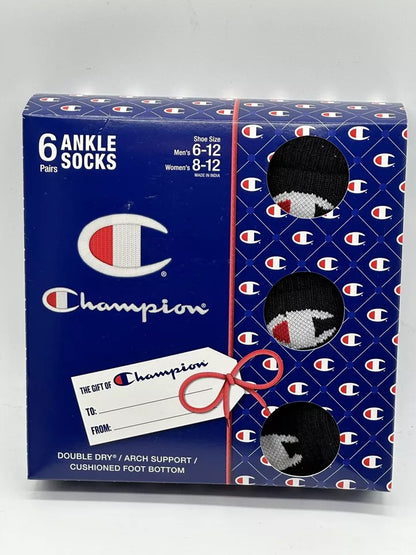 6 Pairs
ANKLE
SOCKS
Shoe Size
Men's 6-12
Women's 8-12
MADE IN INDIA
C®
Champion®
THE GIFT OF Champion
TO:
FROM:
DOUBLE DRY® / ARCH SUPPORT /
CUSHIONED FOOT BOTTOM